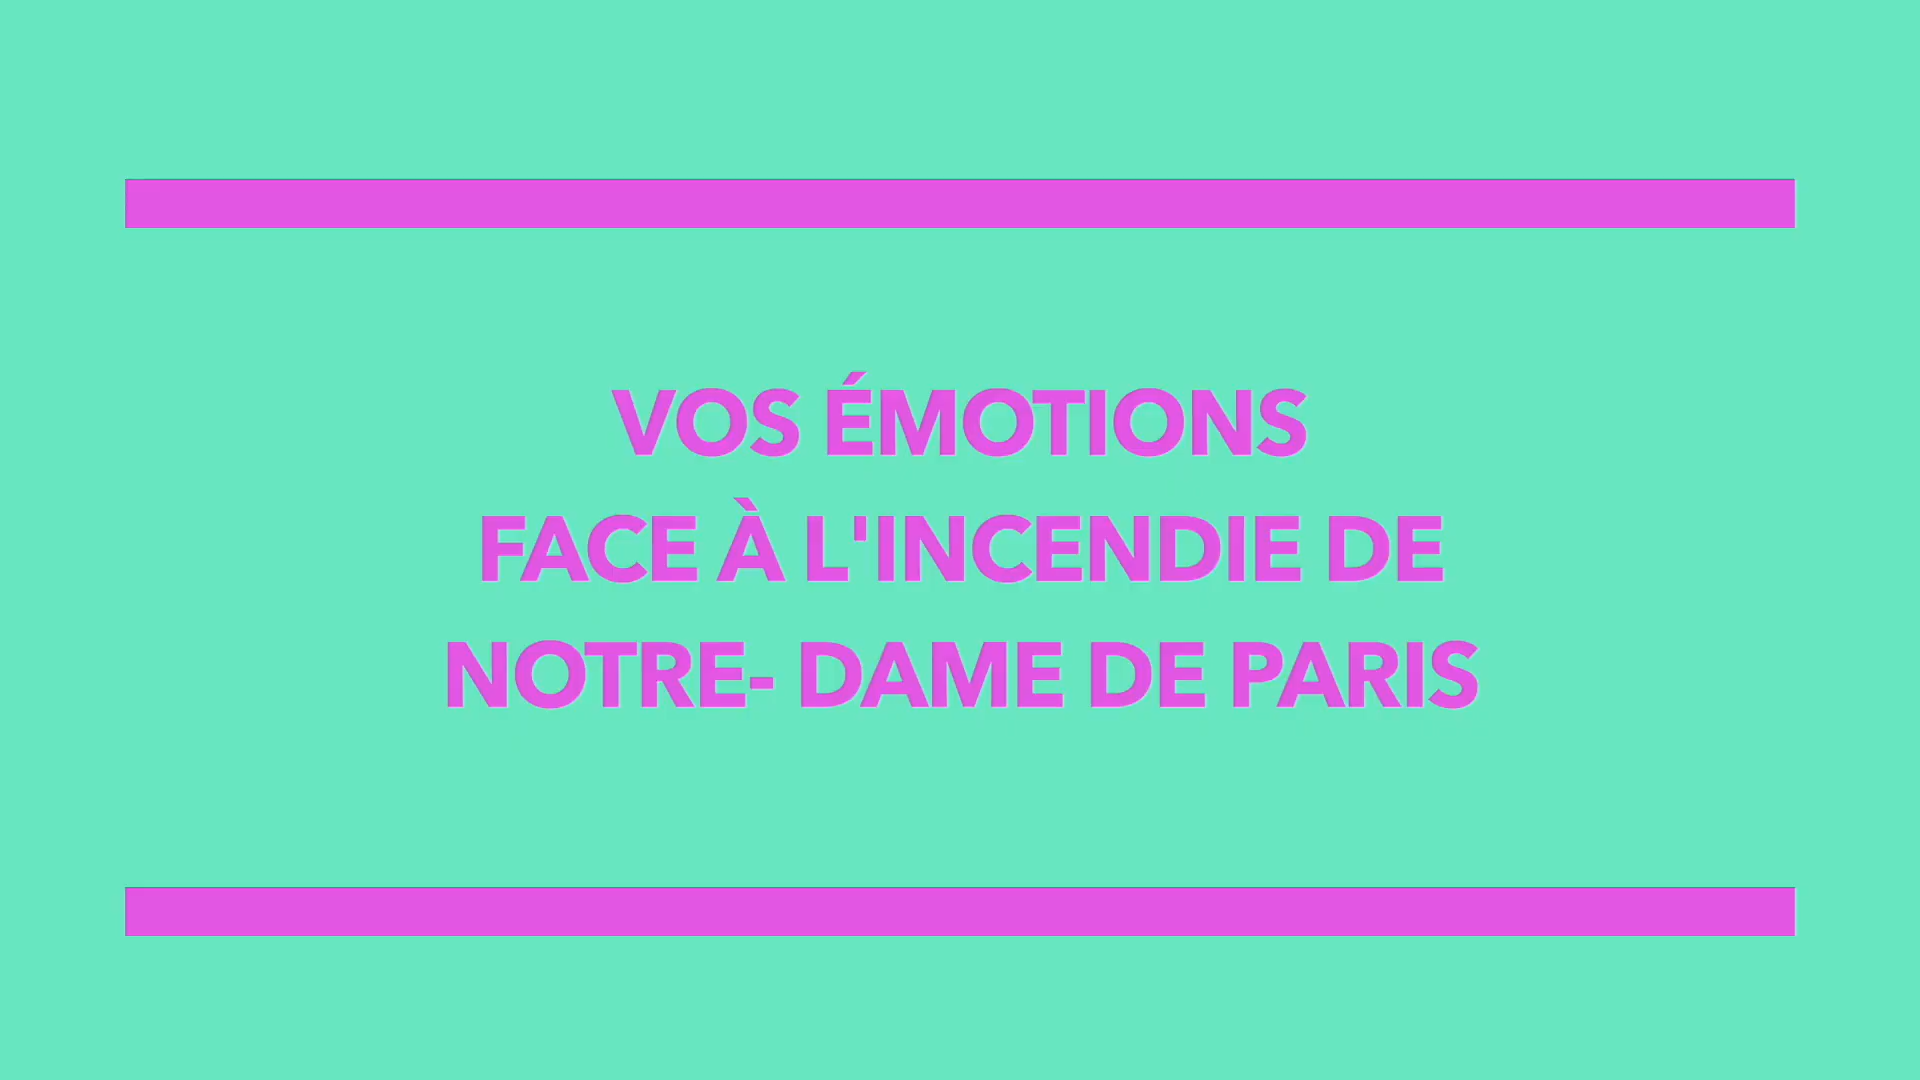 VOS ÉMOTIONS
FACE À L'INCENDIE DE
NOTRE- DAME DE PARIS